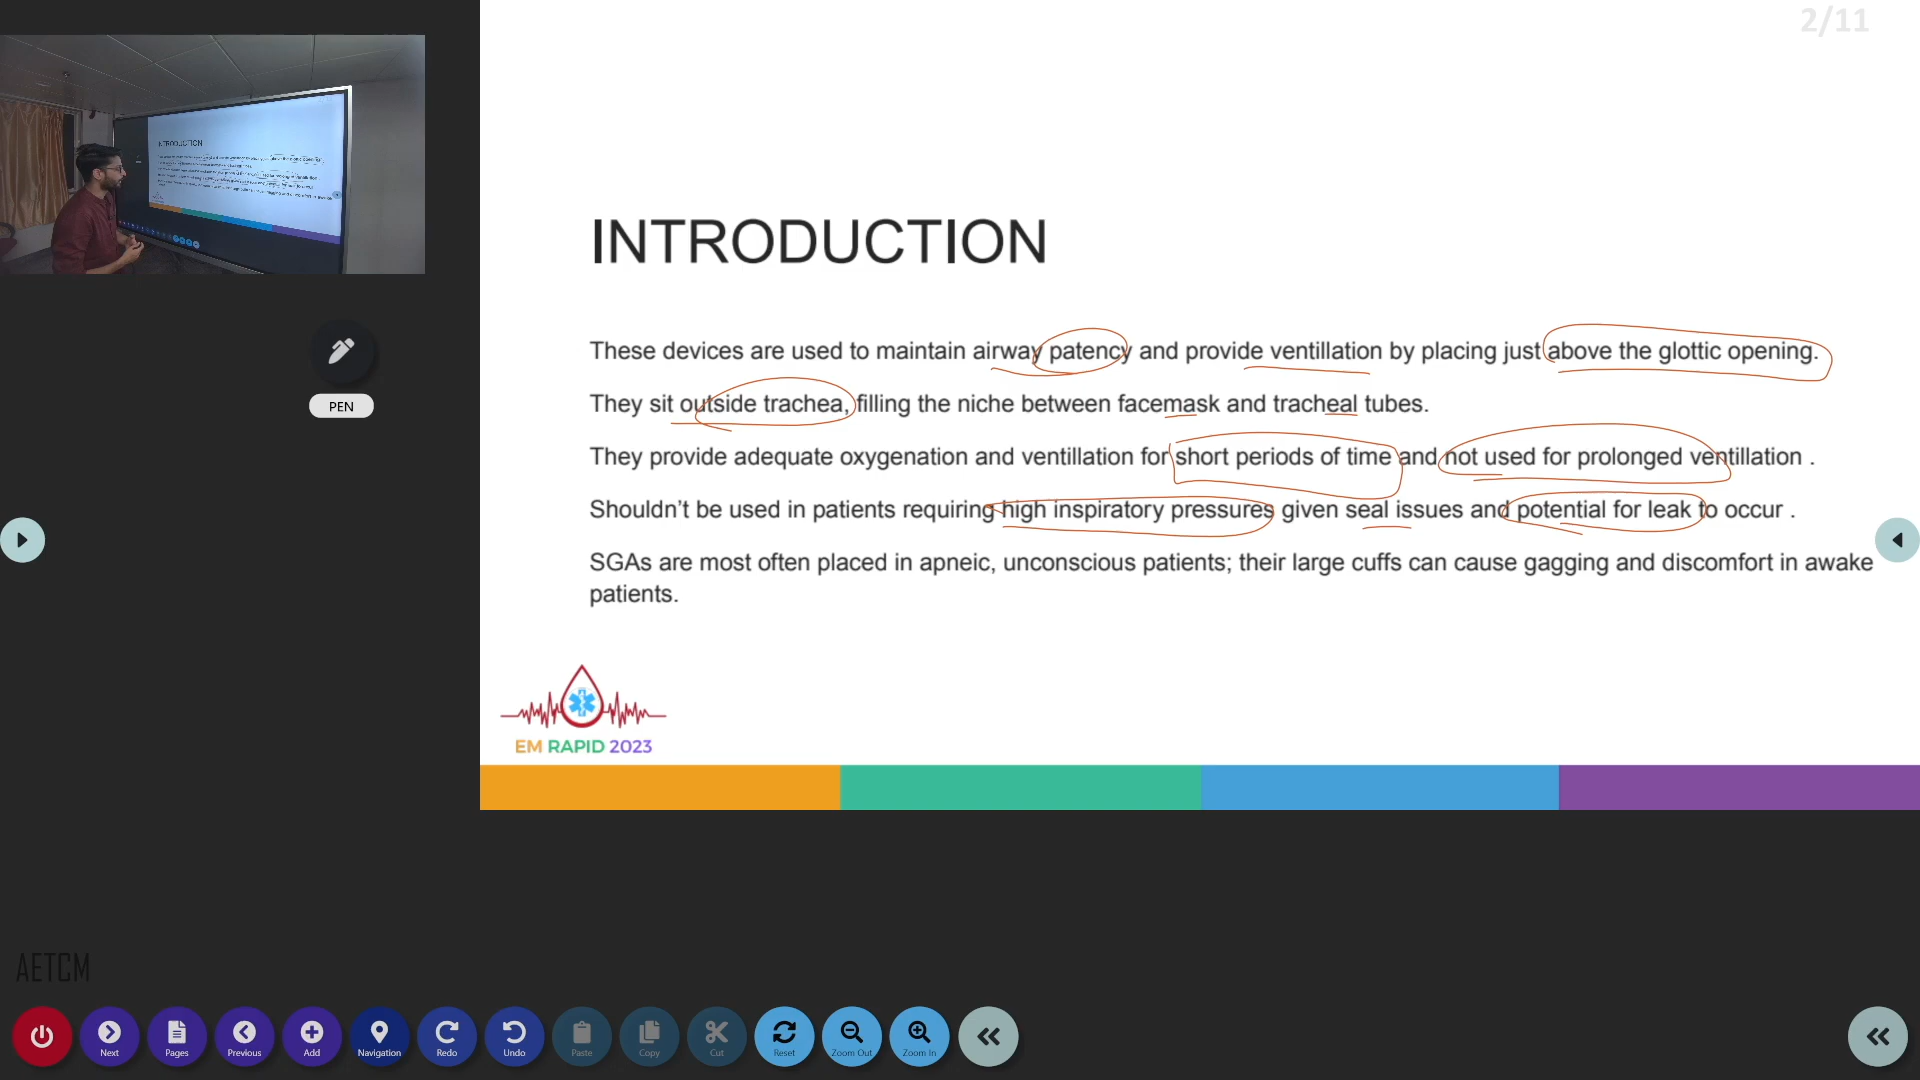 2/11
INTRODUCTION
INTRODUCTION
These devices are used to maintain airway patency and provide ventillation by placing just above the glottic opening.
They sit outside trachea, filling the niche between facemask and tracheal tubes.
They provide adequate oxygenation and ventillation for short periods of time and not used for prolonged ventillation .
Shouldn’t be used in patients requiring high inspiratory pressures given seal issues and potential for leak to occur .
SGAs are most often placed in apneic, unconscious patients; their large cuffs can cause gagging and discomfort in awake
patients.
PEN
EM RAPID 2023
AETCM
Next Pages Previous Add Navigation Redo Undo Paste Copy Cut Reset Zoom Out Zoom In